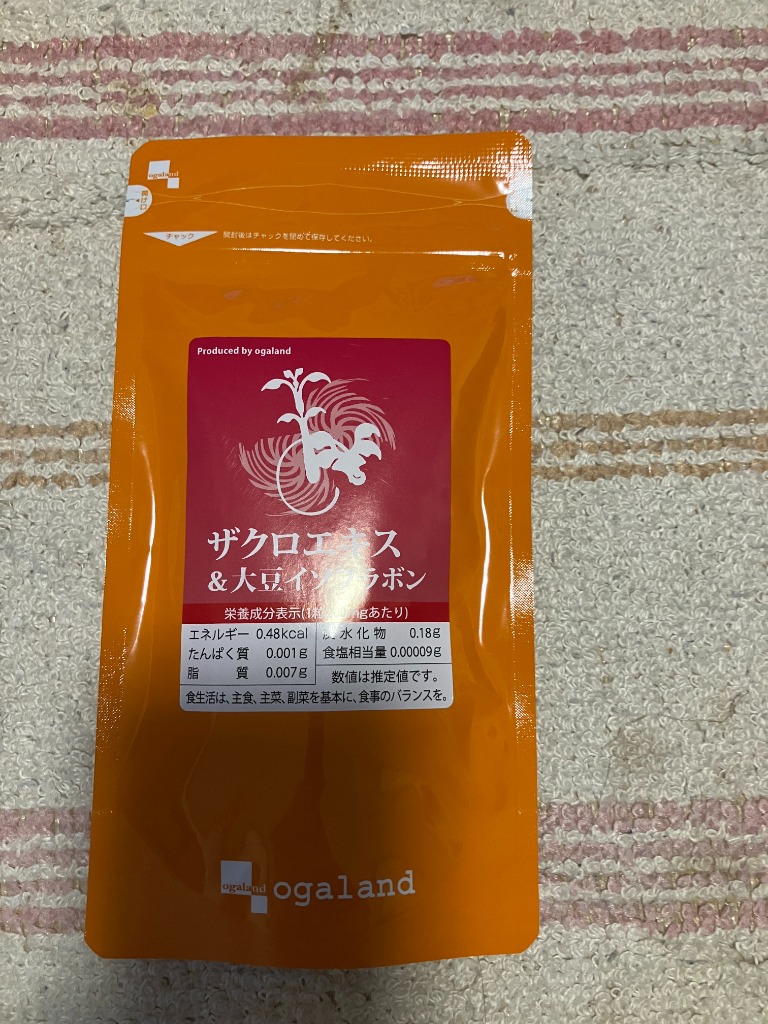 ogaland
開け口
チャック
開封後はチャックを閉めて保存してください。
Produced by ogaland
ザクロエキス
&大豆イソフラボン
栄養成分表示(1粒 mgあたり)
エネルギー 0.48kcal
炭水化物 0.18g
たんぱく質 0.001g
食塩相当量 0.00009g
脂質 0.007g
数値は推定値です。
食生活は、主食、主菜、副菜を基本に、食事のバランスを。
ogaland
ogaland